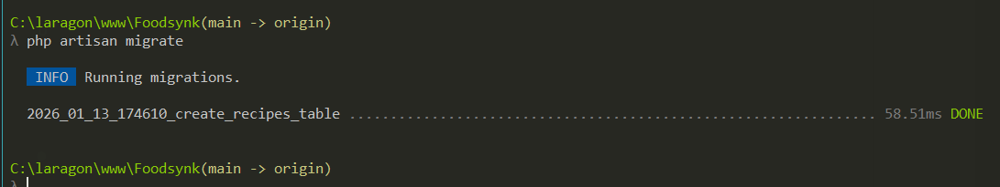 C:\laragon\www\Foodsynk(main -> origin)
λ php artisan migrate
INFO Running migrations.
2026_01_13_174610_create_recipes_table ................................................................ 58.51ms DONE
C:\laragon\www\Foodsynk(main -> origin)
λ